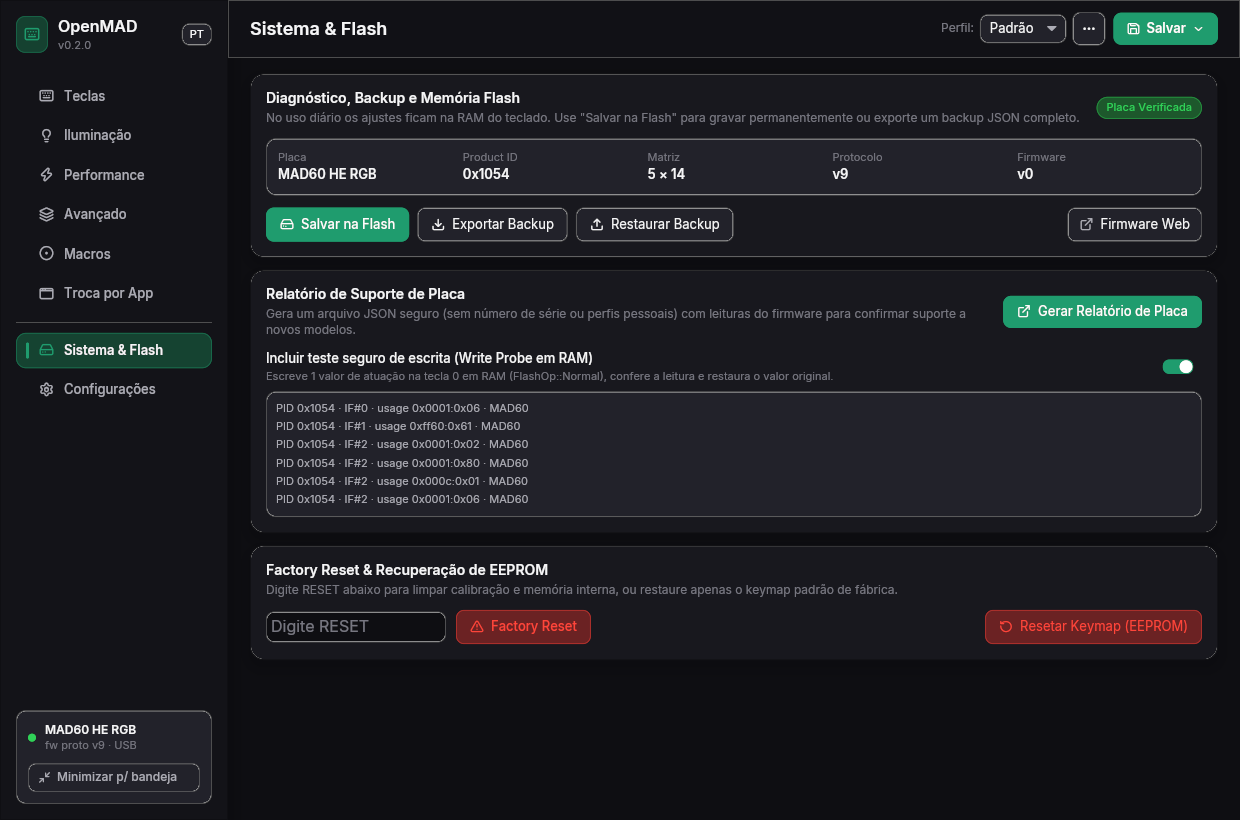 OpenMAD
v0.2.0
PT
Teclas
Iluminação
Performance
Avançado
Macros
Troca por App
Sistema & Flash
Configurações
MAD60 HE RGB
fw proto v9 · USB
Minimizar p/ bandeja
Sistema & Flash
Perfil:
Padrão
Salvar
Diagnóstico, Backup e Memória Flash
No uso diário os ajustes ficam na RAM do teclado. Use "Salvar na Flash" para gravar permanentemente ou exporte um backup JSON completo.
Placa Verificada
Placa
MAD60 HE RGB
Product ID
0x1054
Matriz
5 × 14
Protocolo
v9
Firmware
v0
Salvar na Flash
Exportar Backup
Restaurar Backup
Firmware Web
Relatório de Suporte de Placa
Gera um arquivo JSON seguro (sem número de série ou perfis pessoais) com leituras do firmware para confirmar suporte a
novos modelos.
Gerar Relatório de Placa
Incluir teste seguro de escrita (Write Probe em RAM)
Escreve 1 valor de atuação na tecla 0 em RAM (FlashOp::Normal), confere a leitura e restaura o valor original.
PID 0x1054 · IF#0 · usage 0x0001:0x06 · MAD60
PID 0x1054 · IF#1 · usage 0xff60:0x61 · MAD60
PID 0x1054 · IF#2 · usage 0x0001:0x02 · MAD60
PID 0x1054 · IF#2 · usage 0x0001:0x80 · MAD60
PID 0x1054 · IF#2 · usage 0x000c:0x01 · MAD60
PID 0x1054 · IF#2 · usage 0x0001:0x06 · MAD60
Factory Reset & Recuperação de EEPROM
Digite RESET abaixo para limpar calibração e memória interna, ou restaure apenas o keymap padrão de fábrica.
Digite RESET
Factory Reset
Resetar Keymap (EEPROM)